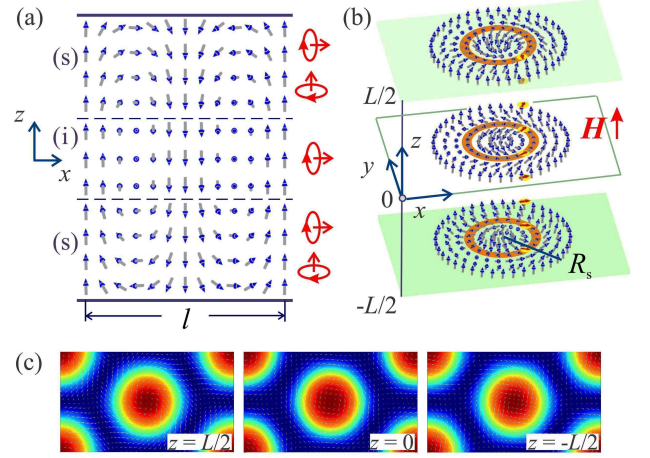 (a)
(s)
(i)
(s)
z
x
l
(b)
L/2
H
z
y
0
x
R_s
-L/2
(c)
z = L/2
z = 0
z = -L/2